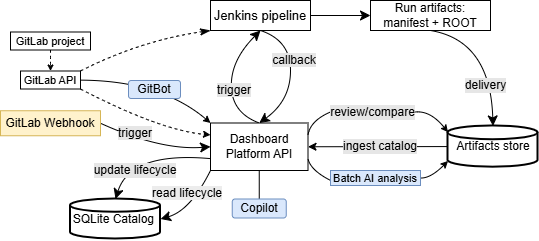 Jenkins pipeline
Run artifacts:
manifest + ROOT
GitLab project
GitLab API
callback
GitBot
trigger
delivery
GitLab Webhook
trigger
Dashboard
Platform API
review/compare
ingest catalog
Artifacts store
update lifecycle
Batch AI analysis
read lifecycle
Copilot
SQLite Catalog